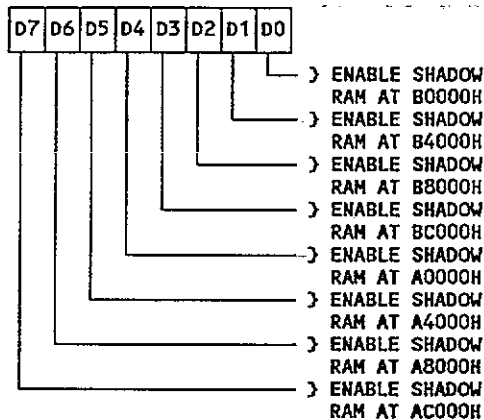 D7 D6 D5 D4 D3 D2 D1 D0
} ENABLE SHADOW
RAM AT B0000H
} ENABLE SHADOW
RAM AT B4000H
} ENABLE SHADOW
RAM AT B8000H
} ENABLE SHADOW
RAM AT BC000H
} ENABLE SHADOW
RAM AT A0000H
} ENABLE SHADOW
RAM AT A4000H
} ENABLE SHADOW
RAM AT A8000H
} ENABLE SHADOW
RAM AT AC000H